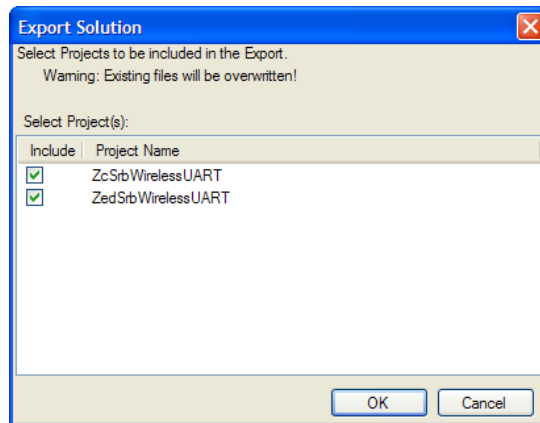 Export Solution
Select Projects to be included in the Export.
Warning: Existing files will be overwritten!
Select Project(s):
Include Project Name
ZcSrbWirelessUART
ZedSrbWirelessUART
OK Cancel